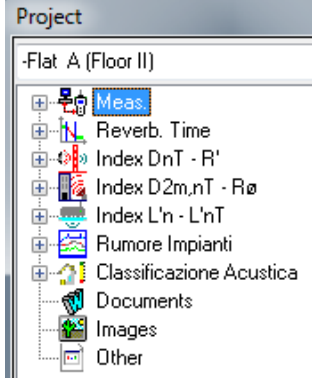 Project
-Flat A (Floor II)
Meas.
Reverb. Time
Index DnT - R'
Index D2m,nT - Rø
Index L'n - L'nT
Rumore Impianti
Classificazione Acustica
Documents
Images
Other